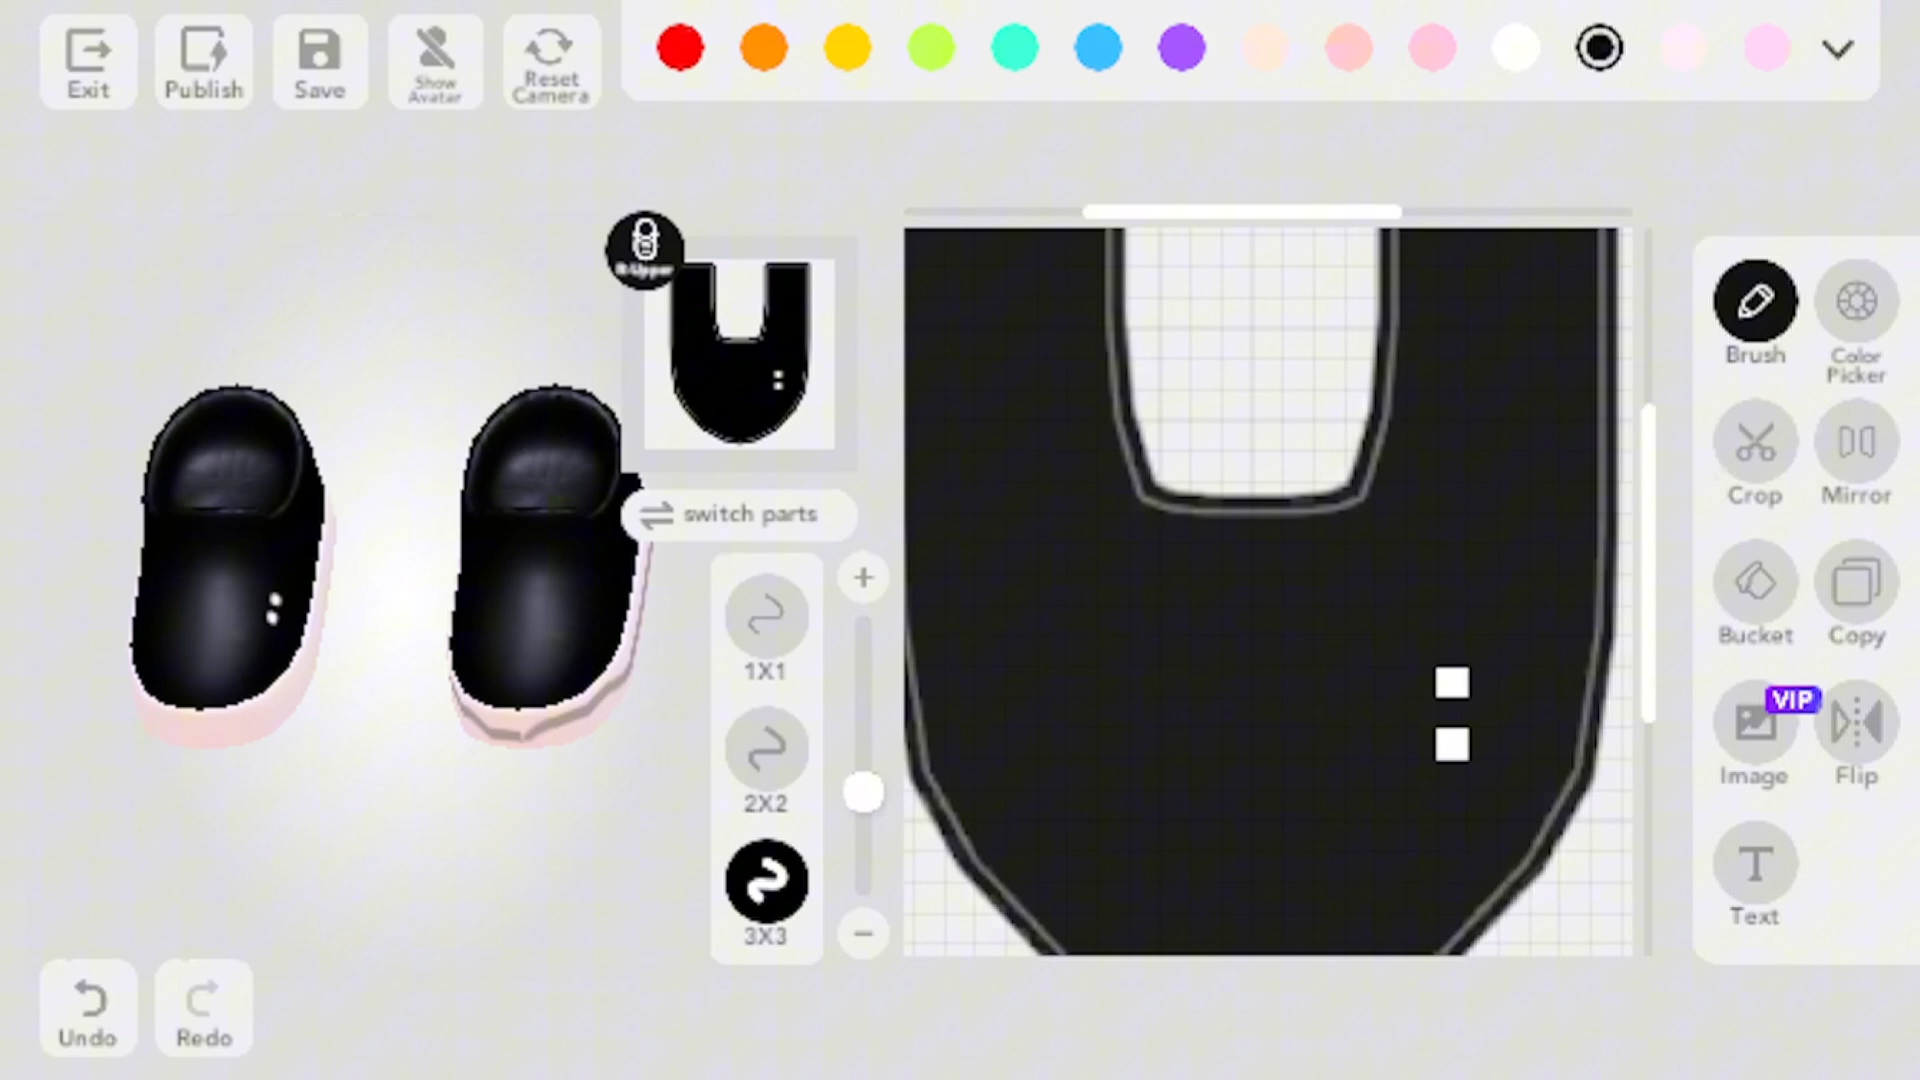 Exit
Publish
Save
Show
Avatar
Reset
Camera
R-Upper
switch parts
1X1
2X2
3X3
Brush
Color
Picker
Crop
Mirror
Bucket
Copy
VIP
Image
Flip
Text
Undo
Redo